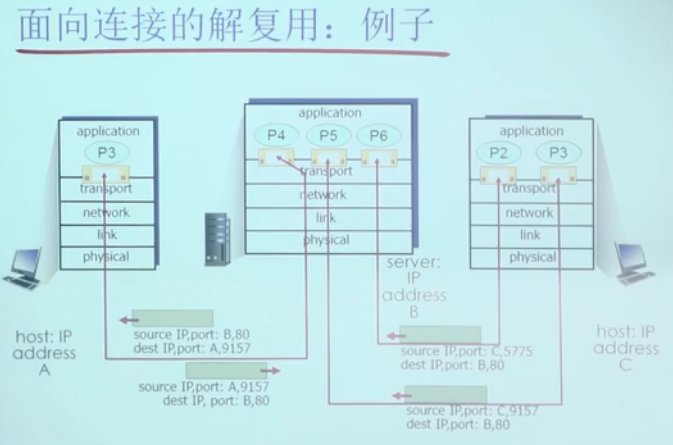 面向连接的解复用：例子
application
P3
transport
network
link
physical
host: IP
address
A
application
P4 P5 P6
transport
network
link
physical
server:
IP
address
B
application
P2 P3
transport
network
link
physical
host: IP
address
C
source IP,port: B,80
dest IP,port: A,9157
source IP,port: A,9157
dest IP, port: B,80
source IP,port: C,5775
dest IP,port: B,80
source IP,port: C,9157
dest IP,port: B,80